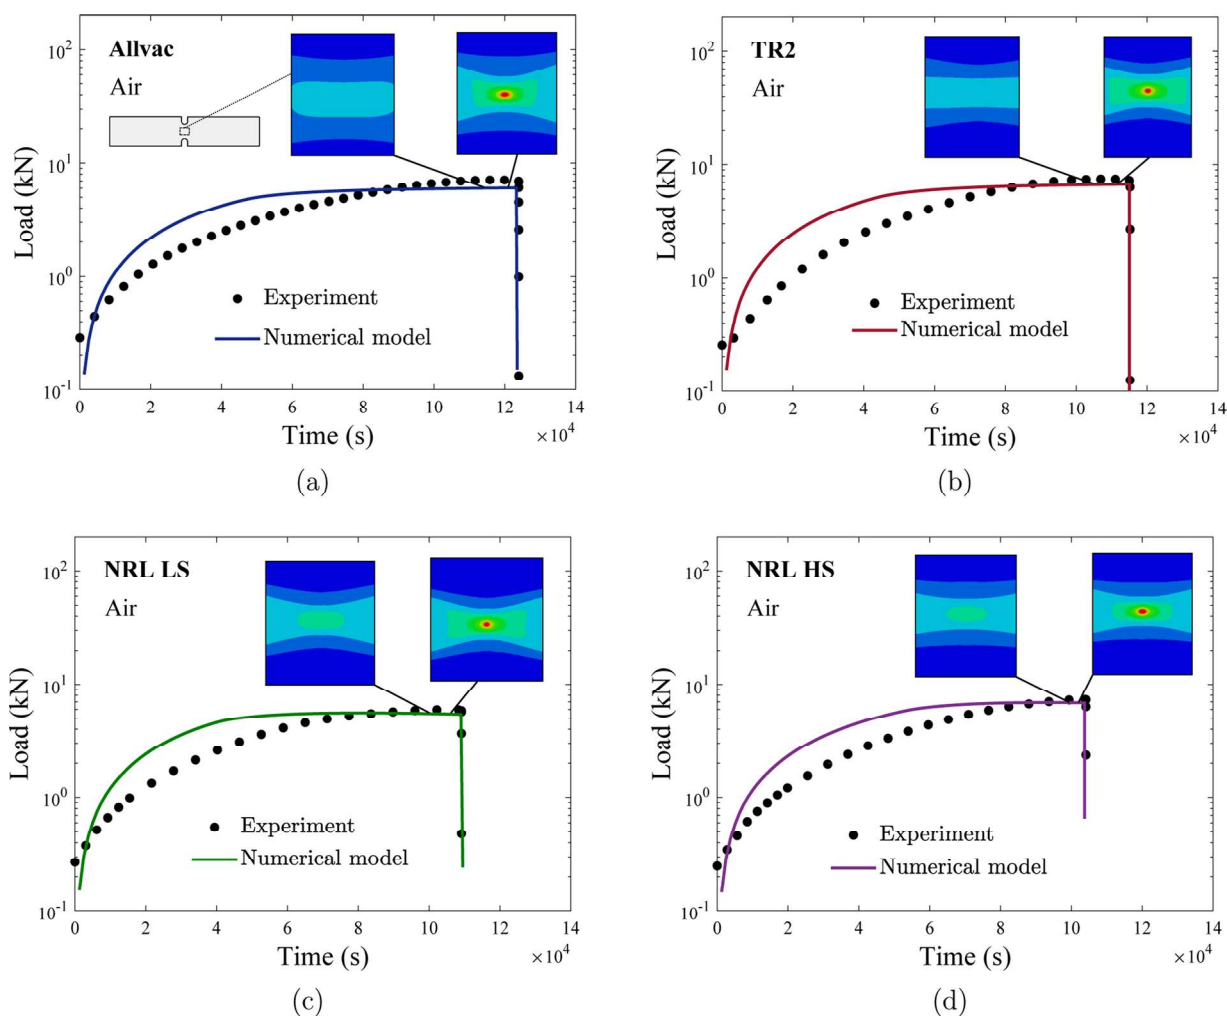 Allvac
Air
Load (kN)
10^2
10^1
10^0
10^-1
Experiment
Numerical model
0 2 4 6 8 10 12 14
Time (s)
×10^4
(a)
TR2
Air
Load (kN)
10^2
10^1
10^0
10^-1
Experiment
Numerical model
0 2 4 6 8 10 12 14
Time (s)
×10^4
(b)
NRL LS
Air
Load (kN)
10^2
10^1
10^0
10^-1
Experiment
Numerical model
0 2 4 6 8 10 12 14
Time (s)
×10^4
(c)
NRL HS
Air
Load (kN)
10^2
10^1
10^0
10^-1
Experiment
Numerical model
0 2 4 6 8 10 12 14
Time (s)
×10^4
(d)